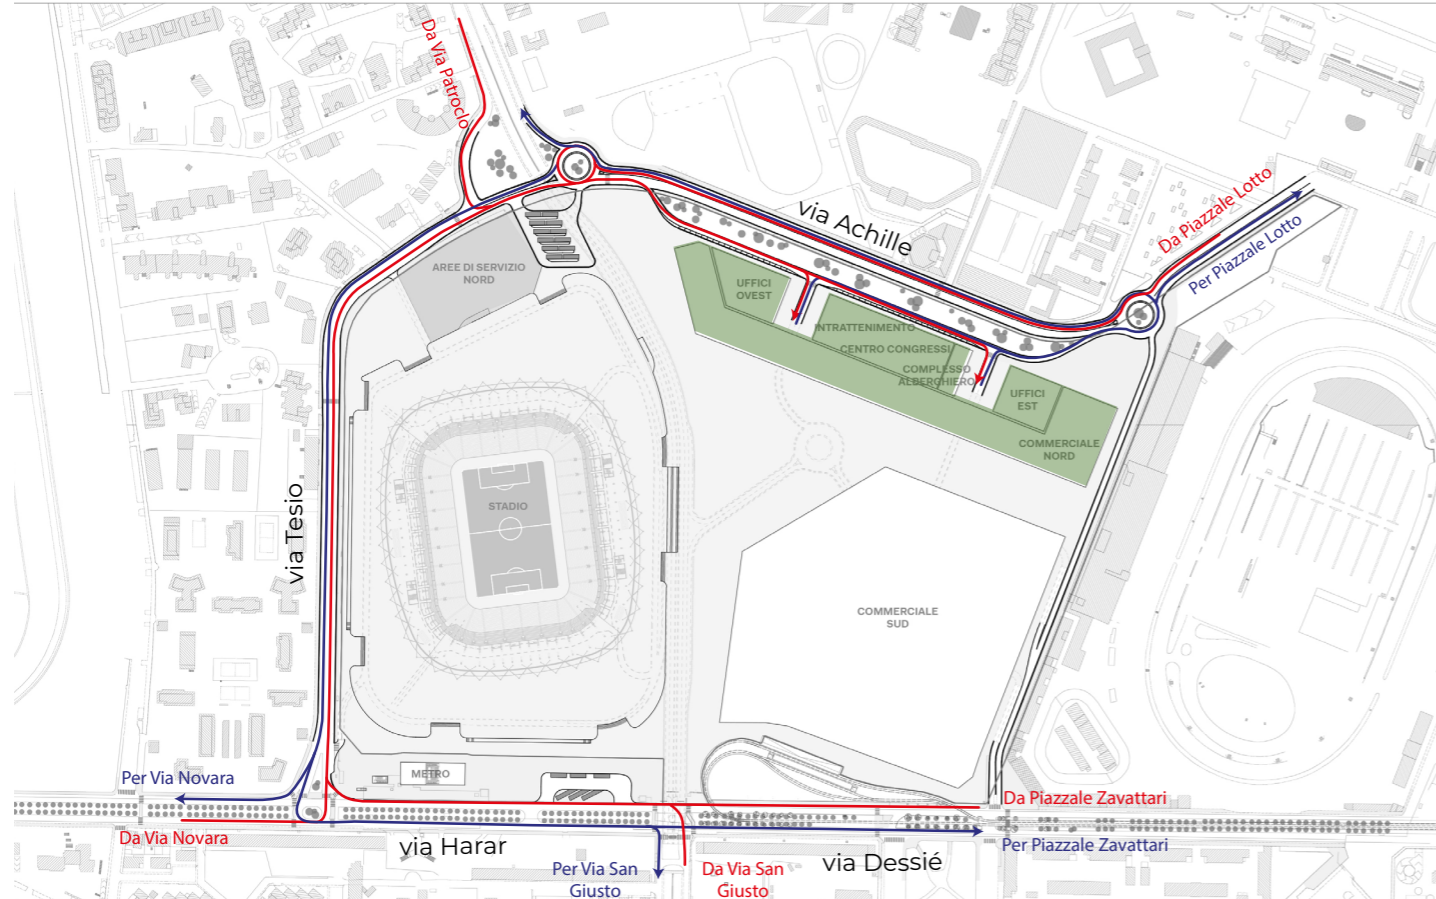 Da Via Patroclo
via Achille
Da Piazzale Lotto
Per Piazzale Lotto
AREE DI SERVIZIO
NORD
UFFICI
OVEST
INTRATTENIMENTO
CENTRO CONGRESSI
COMPLESSO
ALBERGHIERO
UFFICI
EST
COMMERCIALE
NORD
via Tesio
STADIO
COMMERCIALE
SUD
METRO
Per Via Novara
Da Via Novara
via Harar
Per Via San
Giusto
Da Via San
Giusto
via Dessié
Da Piazzale Zavattari
Per Piazzale Zavattari